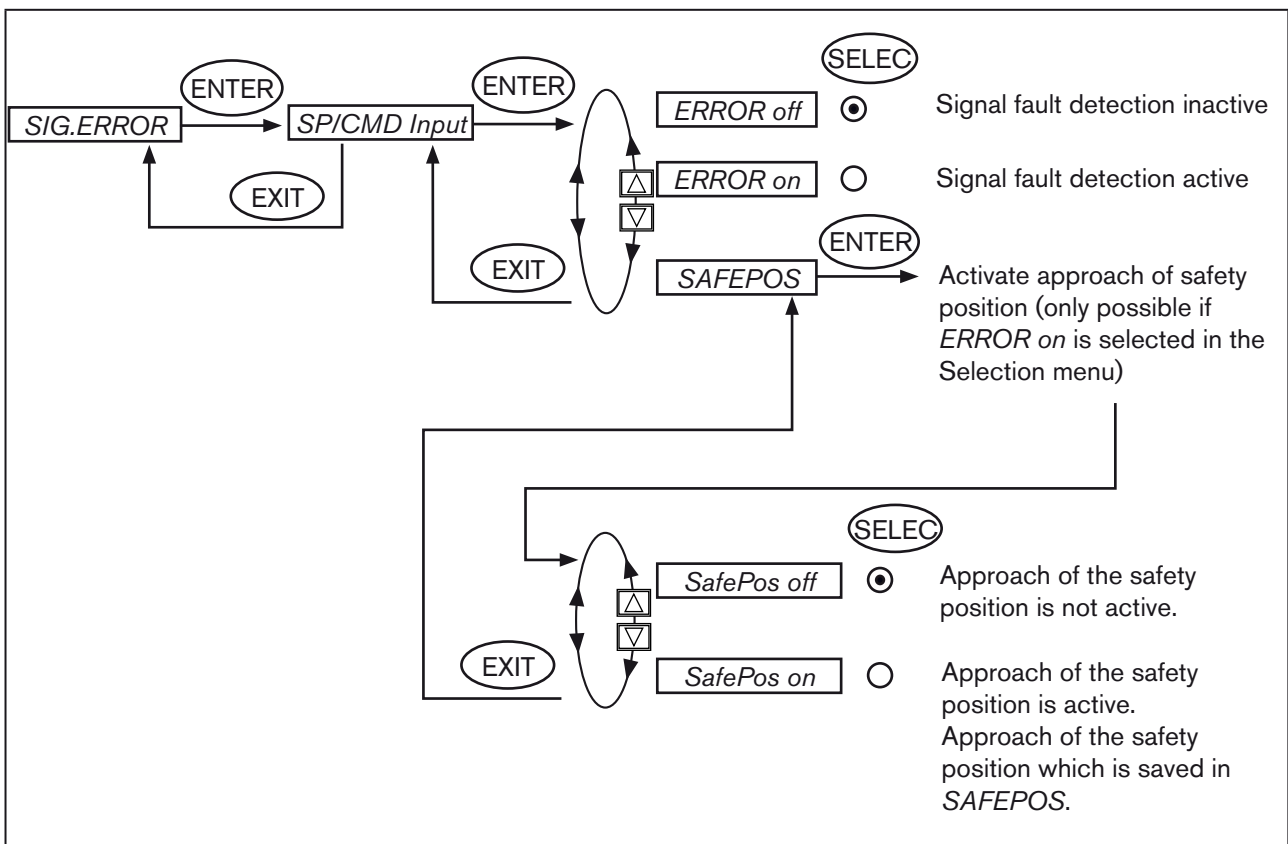 SELEC
ENTER
ENTER
ERROR off
Signal fault detection inactive
SIG.ERROR
SP/CMD Input
ERROR on
Signal fault detection active
EXIT
ENTER
EXIT
SAFEPOS
Activate approach of safety
position (only possible if
ERROR on is selected in the
Selection menu)
SELEC
SafePos off
Approach of the safety
position is not active.
EXIT
SafePos on
Approach of the safety
position is active.
Approach of the safety
position which is saved in
SAFEPOS.